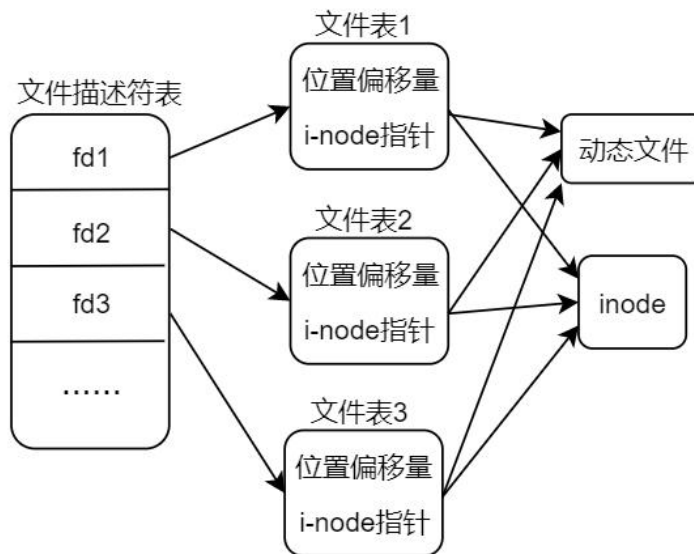 文件描述符表
fd1
fd2
fd3
……
文件表1
位置偏移量
i-node指针
文件表2
位置偏移量
i-node指针
文件表3
位置偏移量
i-node指针
动态文件
inode